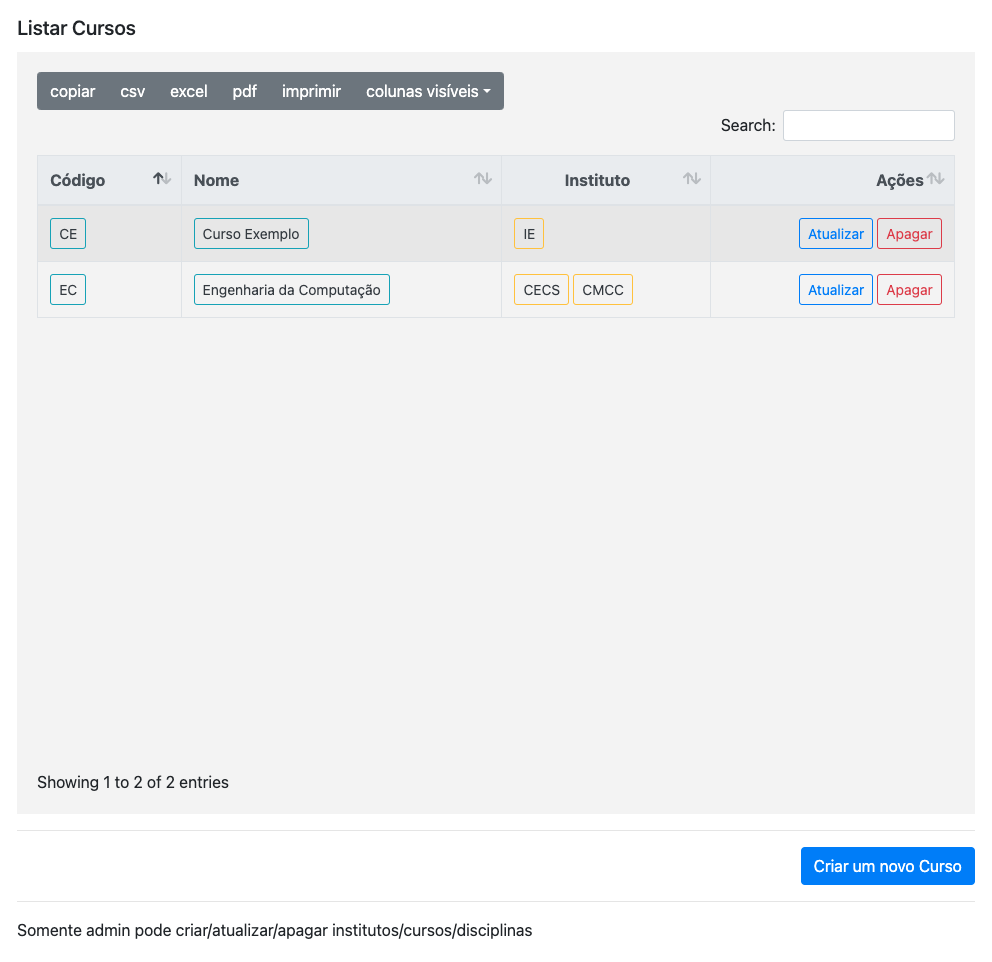 Listar Cursos
copiar csv excel pdf imprimir colunas visíveis
Search:
Código Nome Instituto Ações
CE Curso Exemplo IE Atualizar Apagar
EC Engenharia da Computação CECS CMCC Atualizar Apagar
Showing 1 to 2 of 2 entries
Criar um novo Curso
Somente admin pode criar/atualizar/apagar institutos/cursos/disciplinas